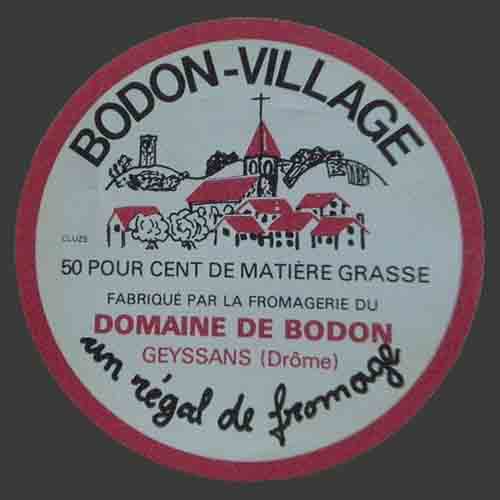 BODON-VILLAGE
CLUZE
50 POUR CENT DE MATIÈRE GRASSE
FABRIQUÉ PAR LA FROMAGERIE DU
DOMAINE DE BODON
GEYSSANS (Drôme)
un régal de fromage